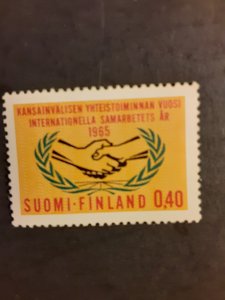 KANSAINVÄLISEN YHTEISTOIMINNAN VUOSI
INTERNATIONELLA SAMARBETETS ÅR
1965
SUOMI-FINLAND 0,40